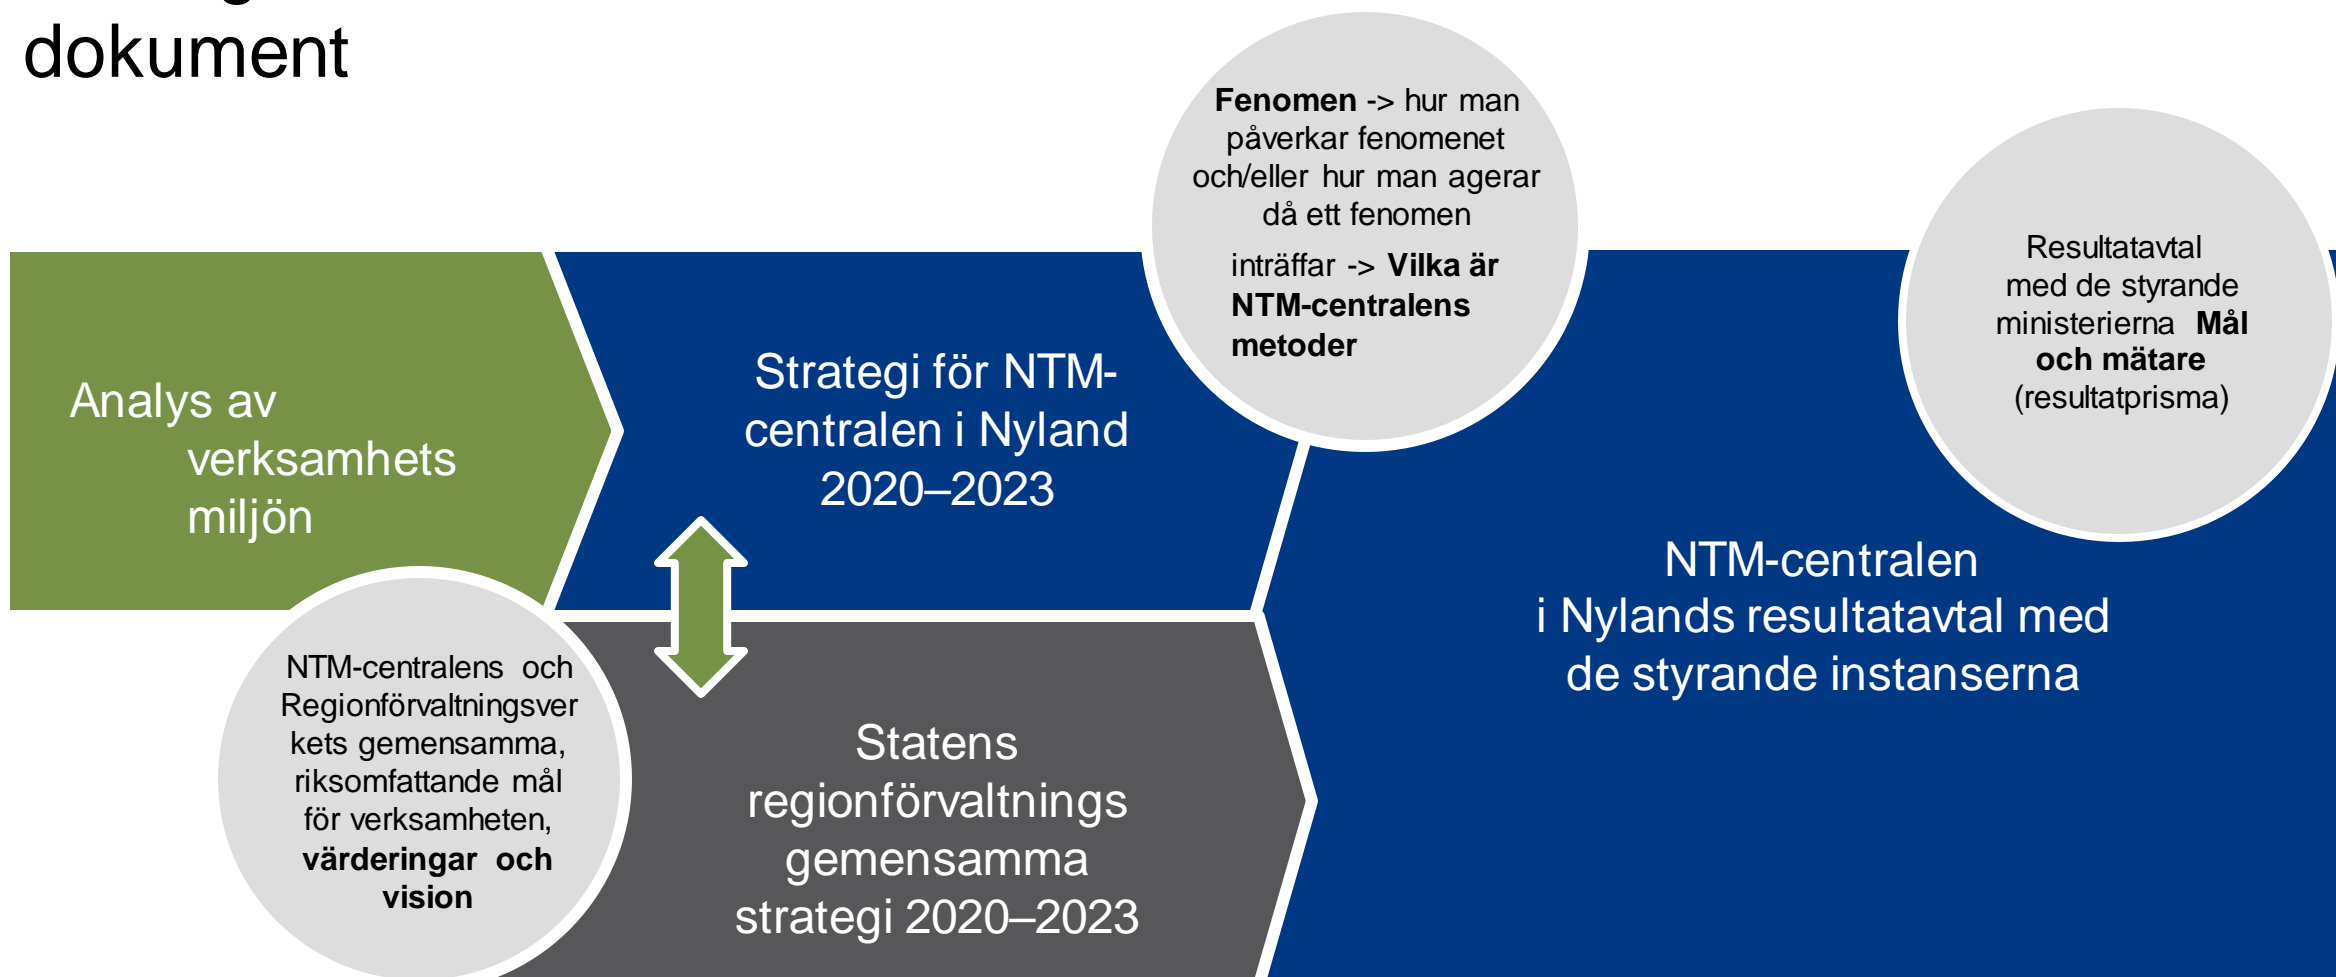 dokument
Fenomen -> hur man
påverkar fenomenet
och/eller hur man agerar
då ett fenomen
inträffar -> Vilka är
NTM-centralens
metoder
Resultatavtal
med de styrande
ministerierna Mål
och mätare
(resultatprisma)
Analys av
verksamhets
miljön
Strategi för NTM-
centralen i Nyland
2020–2023
NTM-centralen
i Nylands resultatavtal med
de styrande instanserna
NTM-centralens och
Regionförvaltningsver
kets gemensamma,
riksomfattande mål
för verksamheten,
värderingar och
vision
Statens
regionförvaltnings
gemensamma
strategi 2020–2023